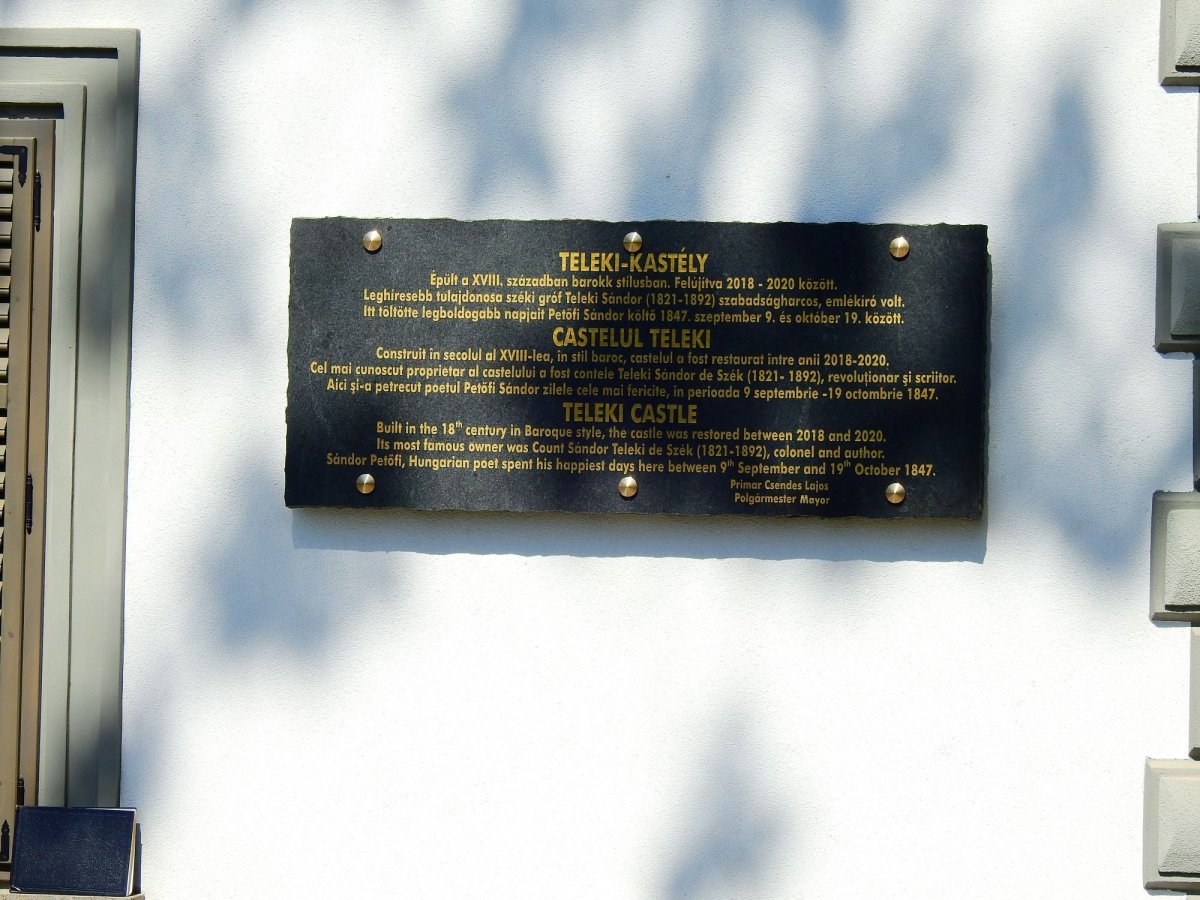 TELEKI-KASTÉLY
Épült a XVIII. században barokk stílusban. Felújítva 2018 - 2020 között.
Leghíresebb tulajdonosa széki gróf Teleki Sándor (1821-1892) szabadságharcos, emlékíró volt.
Itt töltötte legboldogabb napjait Petőfi Sándor költő 1847. szeptember 9. és október 19. között.
CASTELUL TELEKI
Construit in secolul al XVIII-lea, in stil baroc, castelul a fost restaurat intre anii 2018-2020.
Cel mai cunoscut proprietar al castelului a fost contele Teleki Sándor de Szék (1821- 1892), revoluţionar şi scriitor.
Aici şi-a petrecut poetul Petőfi Sándor zilele cele mai fericite, in perioada 9 septembrie -19 octombrie 1847.
TELEKI CASTLE
Built in the 18th century in Baroque style, the castle was restored between 2018 and 2020.
Its most famous owner was Count Sándor Teleki de Szék (1821-1892), colonel and author.
Sándor Petőfi, Hungarian poet spent his happiest days here between 9th September and 19th October 1847.
Primar Csendes Lajos
Polgármester Mayor